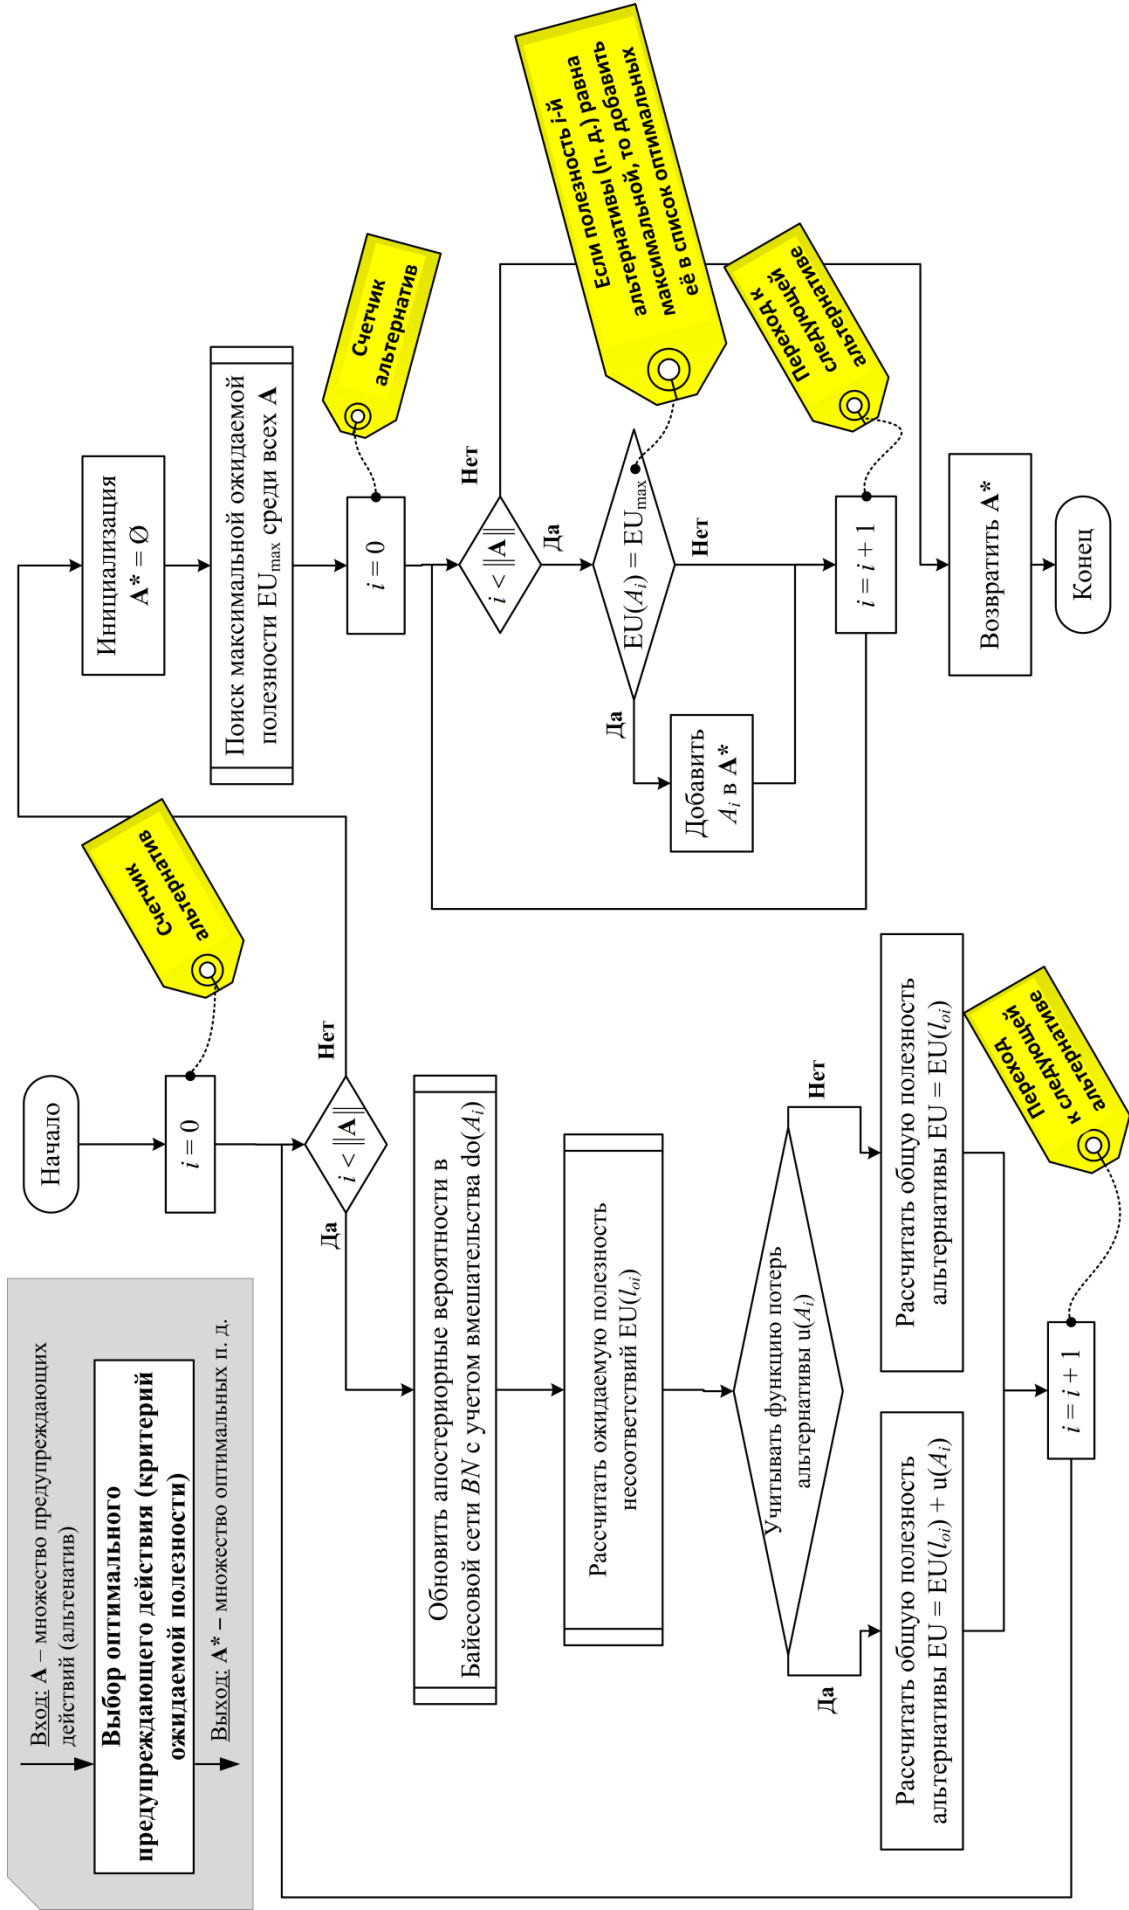 Вход: А – множество предупреждающих
действий (альтенатив)
Выбор оптимального
предупреждающего действия (критерий
ожидаемой полезности)
Выход: А* – множество оптимальных п. д.
Начало
i = 0
Счетчик
альтернатив
i < ‖A‖
Да
Нет
Обновить апостериорные вероятности в
Байесовой сети BN с учетом вмешательства do(Ai)
Рассчитать ожидаемую полезность
несоответствий EU(loi)
Учитывать функцию потерь
альтернативы u(Ai)
Да
Нет
Рассчитать общую полезность
альтернативы EU = EU(loi) + u(Ai)
Рассчитать общую полезность
альтернативы EU = EU(loi)
i = i + 1
Переход
к следующей
альтернативе
Инициализация
А* = Ø
Поиск максимальной ожидаемой
полезности EUmax среди всех А
i = 0
Счетчик
альтернатив
i < ‖A‖
Нет
Да
EU(Ai) = EUmax
Если полезность i-й
альтернативы (п. д.) равна
максимальной, то добавить
её в список оптимальных
Да
Нет
Добавить
Ai в А*
i = i + 1
Переход к
следующей
альтернативе
Возвратить А*
Конец